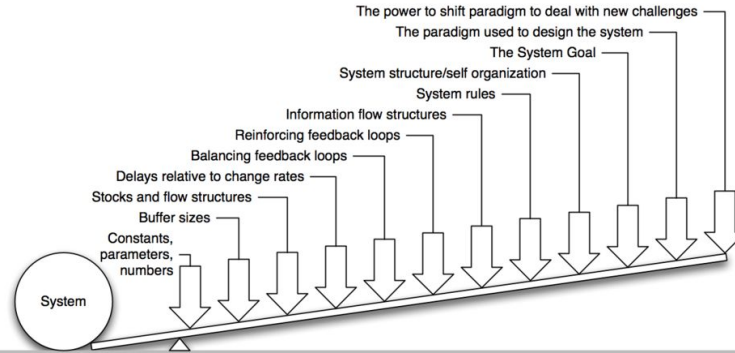 The power to shift paradigm to deal with new challenges
The paradigm used to design the system
The System Goal
System structure/self organization
System rules
Information flow structures
Reinforcing feedback loops
Balancing feedback loops
Delays relative to change rates
Stocks and flow structures
Buffer sizes
Constants,
parameters,
numbers
System